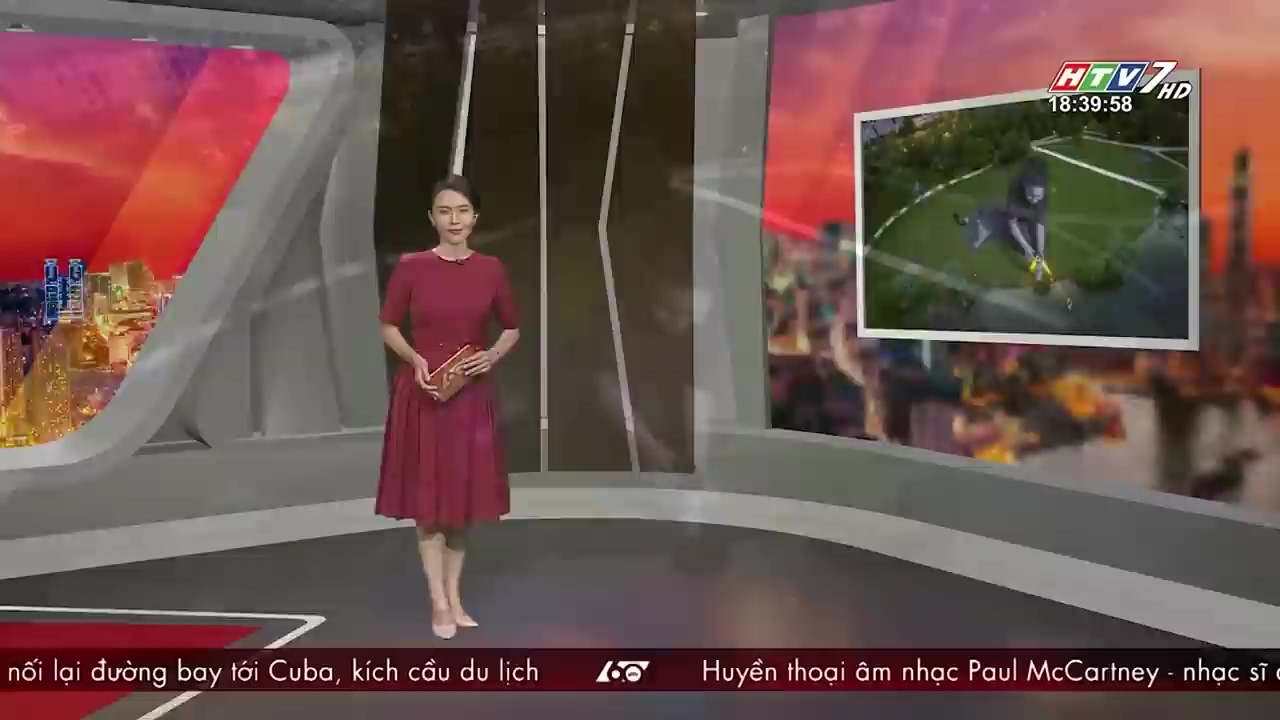 HTV7 HD
18:39:58
nối lại đường bay tới Cuba, kích cầu du lịch
60
Huyền thoại âm nhạc Paul McCartney - nhạc sĩ